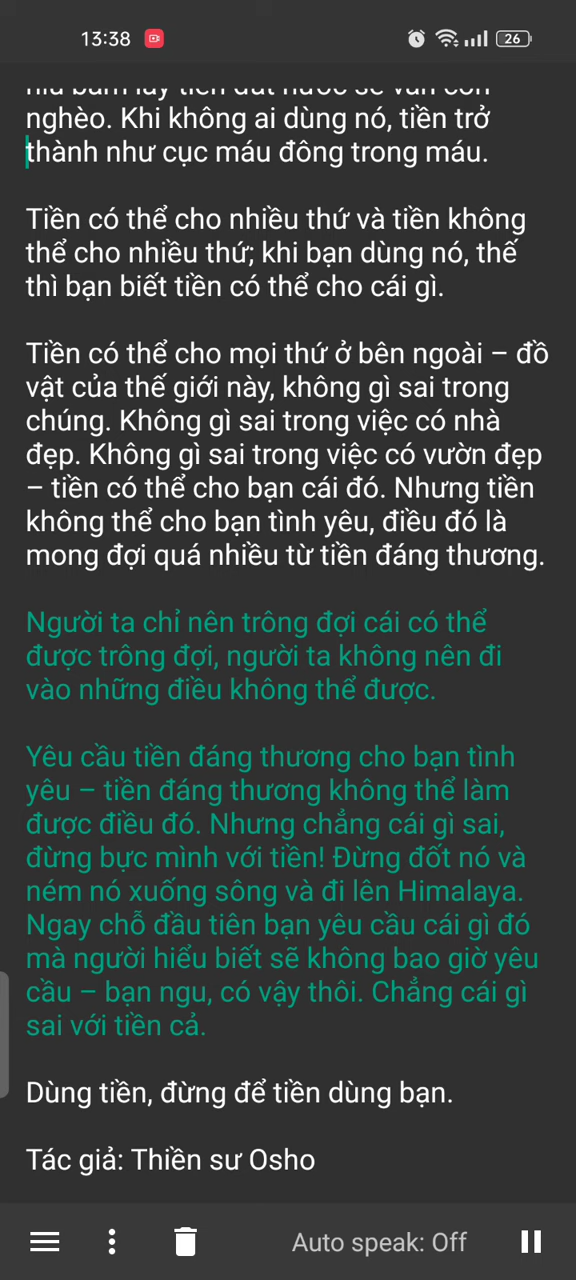 13:38
26
nghèo. Khi không ai dùng nó, tiền trở
thành như cục máu đông trong máu.
Tiền có thể cho nhiều thứ và tiền không
thể cho nhiều thứ; khi bạn dùng nó, thế
thì bạn biết tiền có thể cho cái gì.
Tiền có thể cho mọi thứ ở bên ngoài – đồ
vật của thế giới này, không gì sai trong
chúng. Không gì sai trong việc có nhà
đẹp. Không gì sai trong việc có vườn đẹp
– tiền có thể cho bạn cái đó. Nhưng tiền
không thể cho bạn tình yêu, điều đó là
mong đợi quá nhiều từ tiền đáng thương.
Người ta chỉ nên trông đợi cái có thể
được trông đợi, người ta không nên đi
vào những điều không thể được.
Yêu cầu tiền đáng thương cho bạn tình
yêu – tiền đáng thương không thể làm
được điều đó. Nhưng chẳng cái gì sai,
đừng bực mình với tiền! Đừng đốt nó và
ném nó xuống sông và đi lên Himalaya.
Ngay chỗ đầu tiên bạn yêu cầu cái gì đó
mà người hiểu biết sẽ không bao giờ yêu
cầu – bạn ngu, có vậy thôi. Chẳng cái gì
sai với tiền cả.
Dùng tiền, đừng để tiền dùng bạn.
Tác giả: Thiền sư Osho
Auto speak: Off